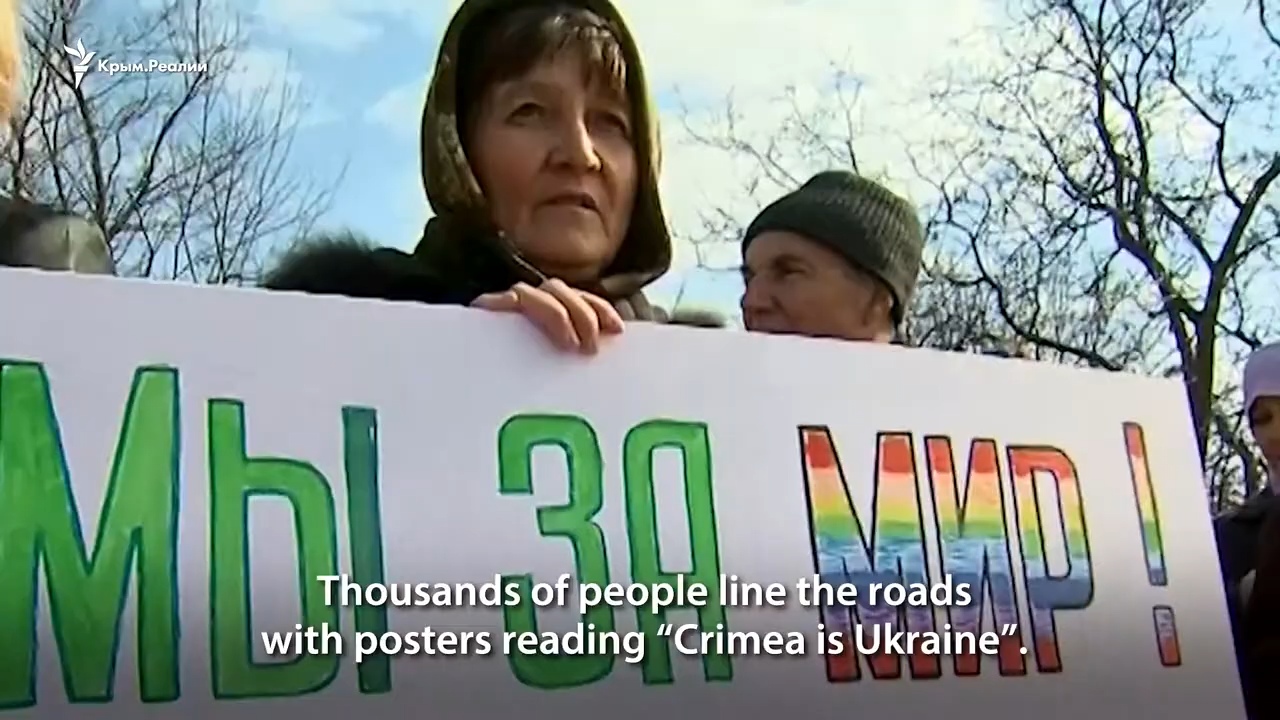 Крым.Реалии
МЫ ЗА МИР!
Thousands of people line the roads
with posters reading “Crimea is Ukraine”.